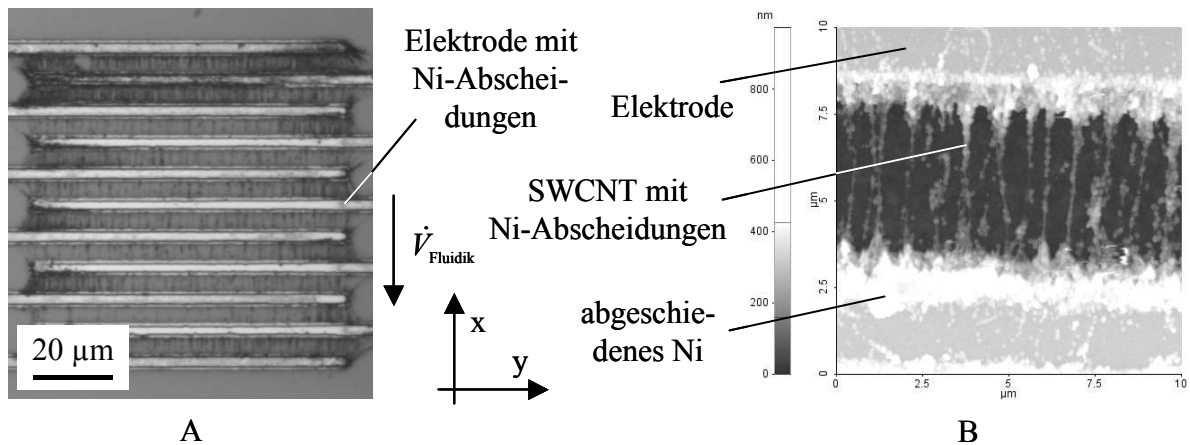 Elektrode mit
Ni-Abschei-
dungen
V̇Fluidik
x
y
20 µm
A
nm
800
600
400
200
0
Elektrode
SWCNT mit
Ni-Abscheidungen
abgeschie-
denes Ni
10
7.5
5
µm
2.5
0
0
2.5
5
7.5
10
µm
B